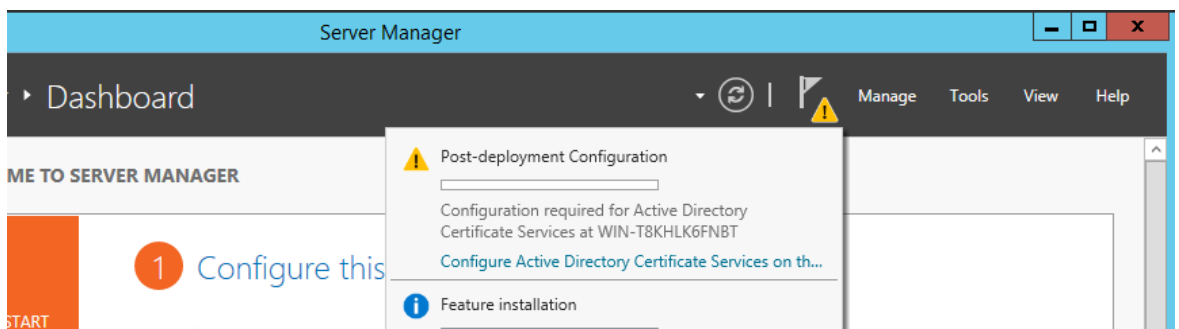 Server Manager
Dashboard
Manage Tools View Help
Post-deployment Configuration
Configuration required for Active Directory
Certificate Services at WIN-T8KHLK6FNBT
Configure Active Directory Certificate Services on th...
Feature installation
ME TO SERVER MANAGER
1 Configure this
START